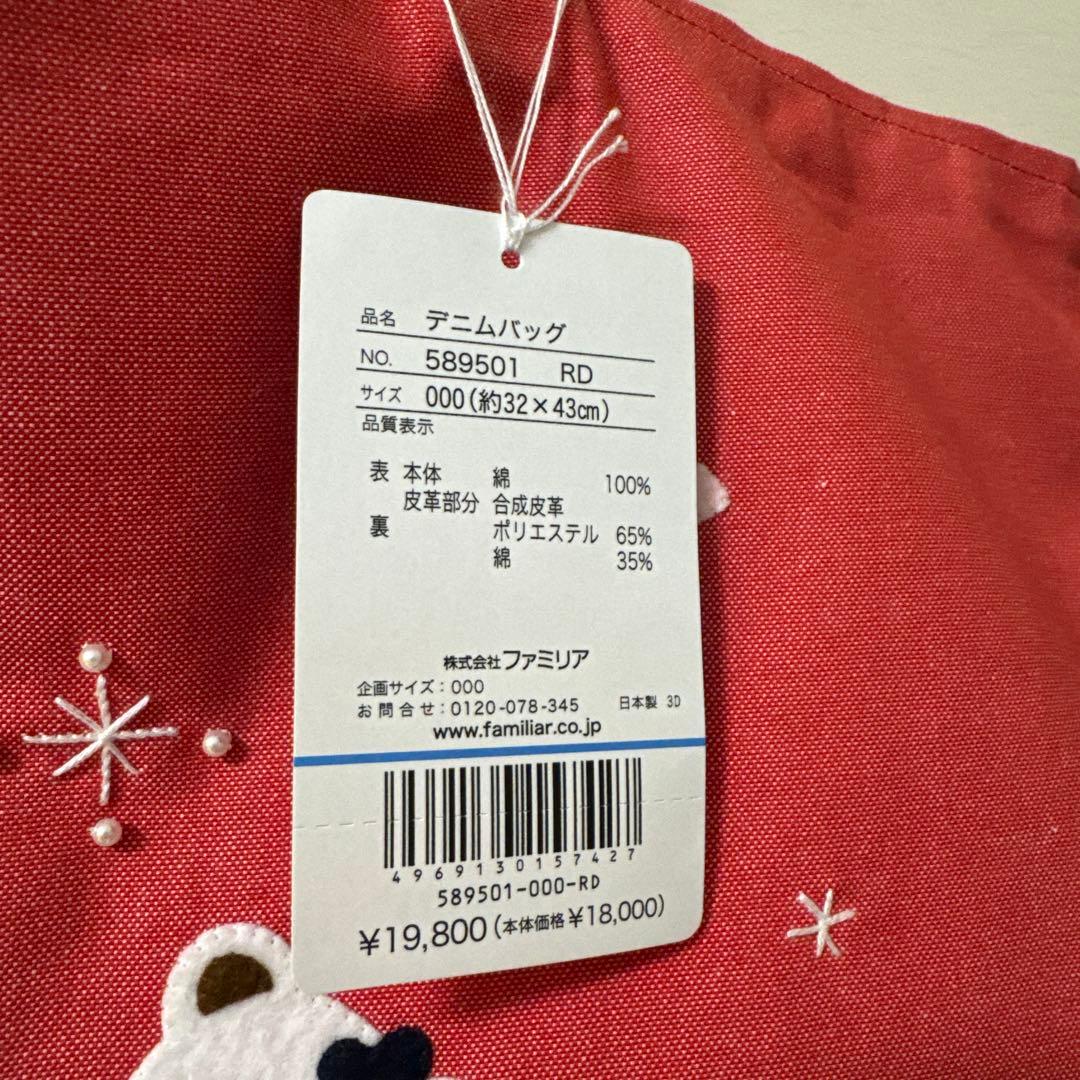 品名 デニムバッグ
NO. 589501 RD
サイズ 000(約32×43cm)
品質表示
表 本体 綿 100%
皮革部分 合成皮革
裏 ポリエステル 65%
綿 35%
株式会社ファミリア
企画サイズ：000
お問合せ：0120-078-345 日本製 3D
www.familiar.co.jp
4969130157427
589501-000-RD
¥19,800(本体価格¥18,000)